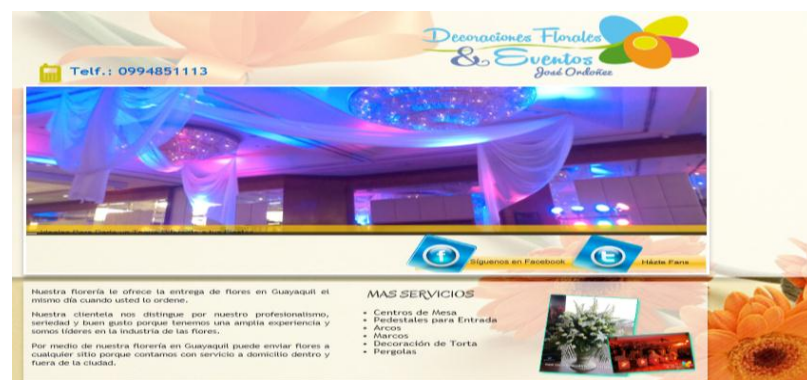 Decoraciones Florales
& Eventos
José Ordoñez
Telf.: 0994851113
Síguenos en Facebook
Házte Fans
Nuestra florería le ofrece la entrega de flores en Guayaquil el
mismo día cuando usted lo ordene.
Nuestra clientela nos distingue por nuestro profesionalismo,
seriedad y buen gusto porque tenemos una amplia experiencia y
somos líderes en la industria de las flores.
Por medio de nuestra florería en Guayaquil puede enviar flores a
cualquier sitio porque contamos con servicio a domicilio dentro y
fuera de la ciudad.
MAS SERVICIOS
• Centros de Mesa
• Pedestales para Entrada
• Arcos
• Marcos
• Decoración de Torta
• Pergolas